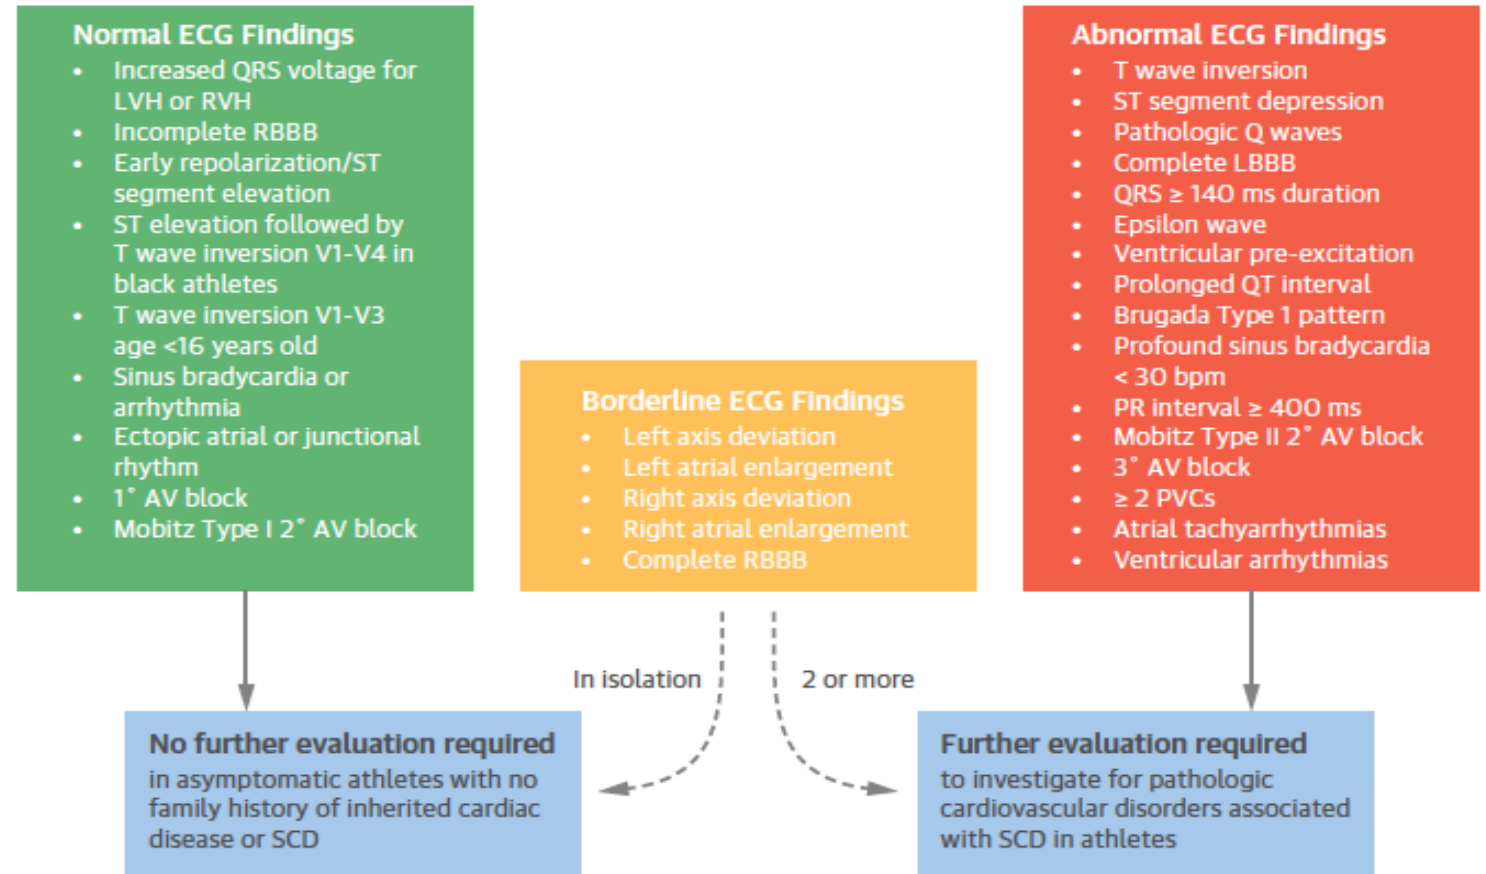 Normal ECG Findings
• Increased QRS voltage for
LVH or RVH
• Incomplete RBBB
• Early repolarization/ST
segment elevation
• ST elevation followed by
T wave inversion V1-V4 in
black athletes
• T wave inversion V1-V3
age <16 years old
• Sinus bradycardia or
arrhythmia
• Ectopic atrial or junctional
rhythm
• 1˚ AV block
• Mobitz Type I 2˚ AV block
Borderline ECG Findings
• Left axis deviation
• Left atrial enlargement
• Right axis deviation
• Right atrial enlargement
• Complete RBBB
Abnormal ECG Findings
• T wave inversion
• ST segment depression
• Pathologic Q waves
• Complete LBBB
• QRS ≥ 140 ms duration
• Epsilon wave
• Ventricular pre-excitation
• Prolonged QT interval
• Brugada Type 1 pattern
• Profound sinus bradycardia
< 30 bpm
• PR interval ≥ 400 ms
• Mobitz Type II 2˚ AV block
• 3˚ AV block
• ≥ 2 PVCs
• Atrial tachyarrhythmias
• Ventricular arrhythmias
In isolation
2 or more
No further evaluation required
in asymptomatic athletes with no
family history of inherited cardiac
disease or SCD
Further evaluation required
to investigate for pathologic
cardiovascular disorders associated
with SCD in athletes